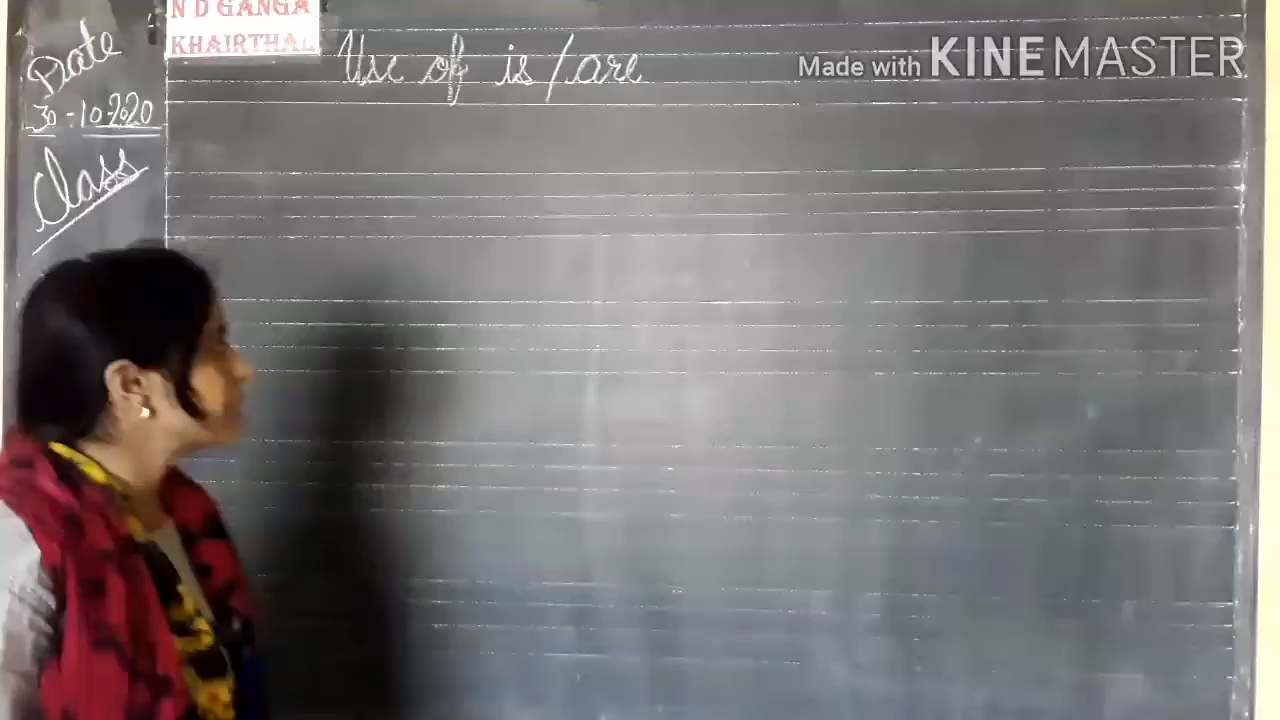 N D GANGA
KHAIRTHAL
Use of is/are
Made with KINEMASTER
Date
30-10-2020
Class